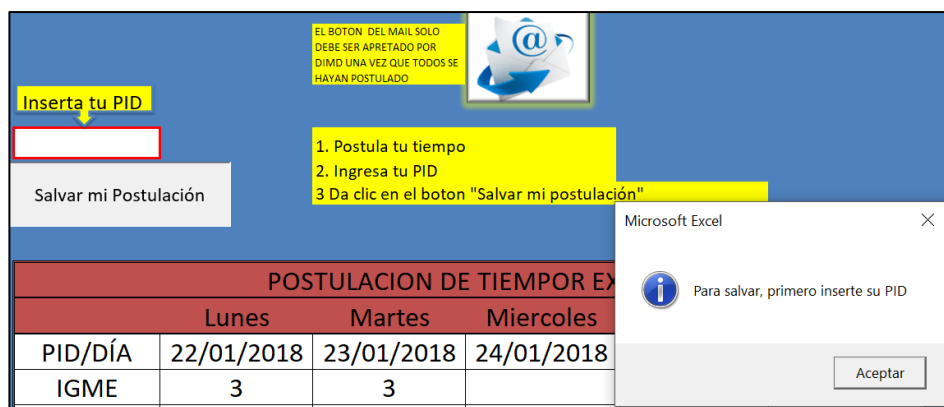 EL BOTON DEL MAIL SOLO
DEBE SER APRETADO POR
DIMD UNA VEZ QUE TODOS SE
HAYAN POSTULADO
@
Inserta tu PID
1. Postula tu tiempo
2. Ingresa tu PID
3 Da clic en el boton "Salvar mi postulación"
Salvar mi Postulación
Microsoft Excel
Para salvar, primero inserte su PID
Aceptar
POSTULACION DE TIEMPOR EX
Lunes Martes Miercoles
PID/DÍA 22/01/2018 23/01/2018 24/01/2018
IGME 3 3